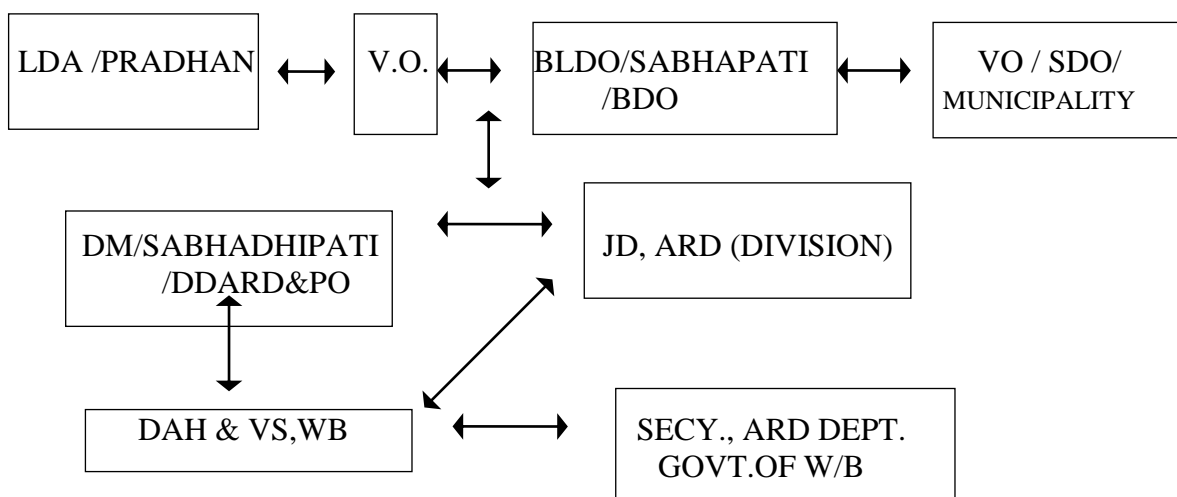 LDA /PRADHAN
V.O.
BLDO/SABHAPATI
/BDO
VO / SDO/
MUNICIPALITY
DM/SABHADHIPATI
/DDARD&PO
JD, ARD (DIVISION)
DAH & VS,WB
SECY., ARD DEPT.
GOVT.OF W/B